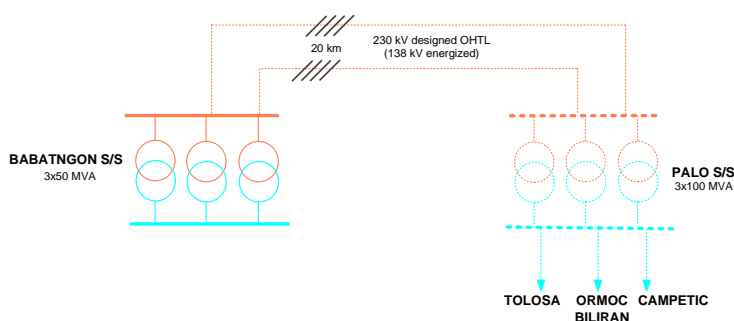 20 km
230 kV designed OHTL
(138 kV energized)
BABATNGON S/S
3x50 MVA
PALO S/S
3x100 MVA
TOLOSA
ORMOC
BILIRAN
CAMPETIC